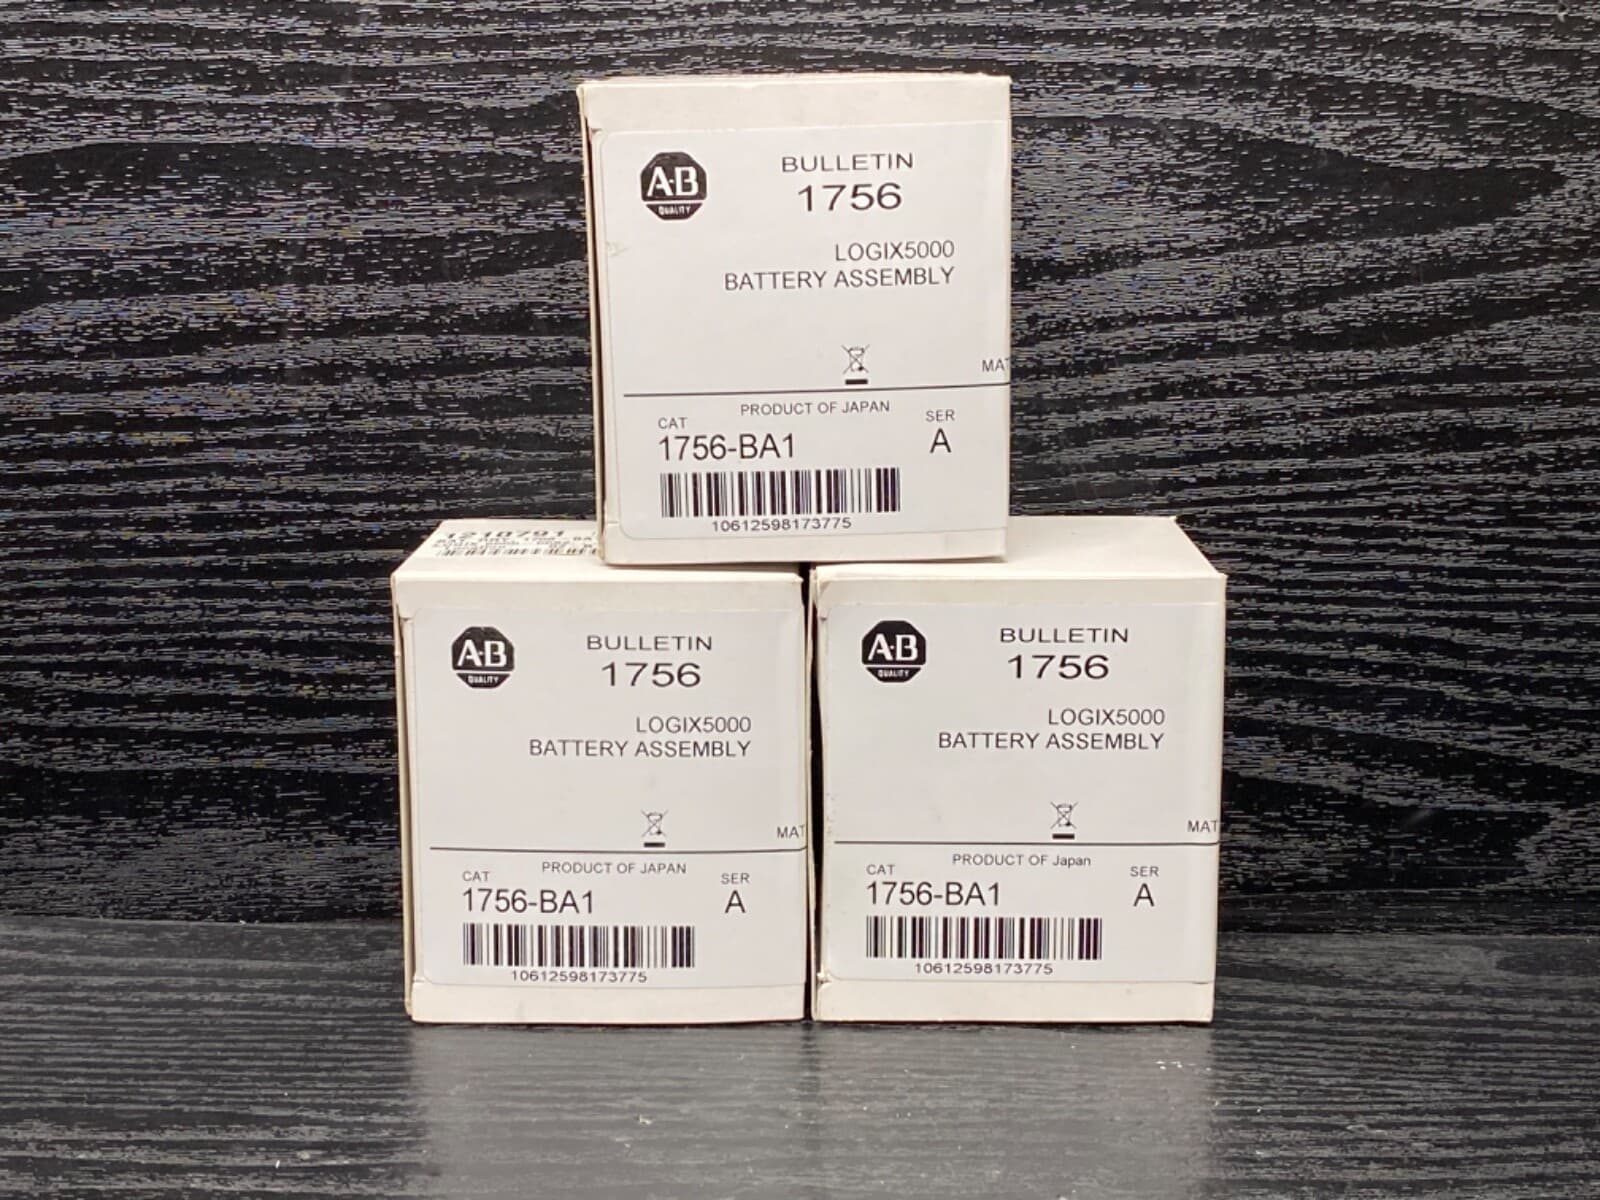 A-B
QUALITY
BULLETIN
1756
LOGIX5000
BATTERY ASSEMBLY
MAT
PRODUCT OF JAPAN
CAT
SER
1756-BA1
A
10612598173775
1218791
A-B
QUALITY
BULLETIN
1756
LOGIX5000
BATTERY ASSEMBLY
MAT
PRODUCT OF JAPAN
CAT
SER
1756-BA1
A
10612598173775
A-B
QUALITY
BULLETIN
1756
LOGIX5000
BATTERY ASSEMBLY
MAT
PRODUCT OF Japan
CAT
SER
1756-BA1
A
10612598173775